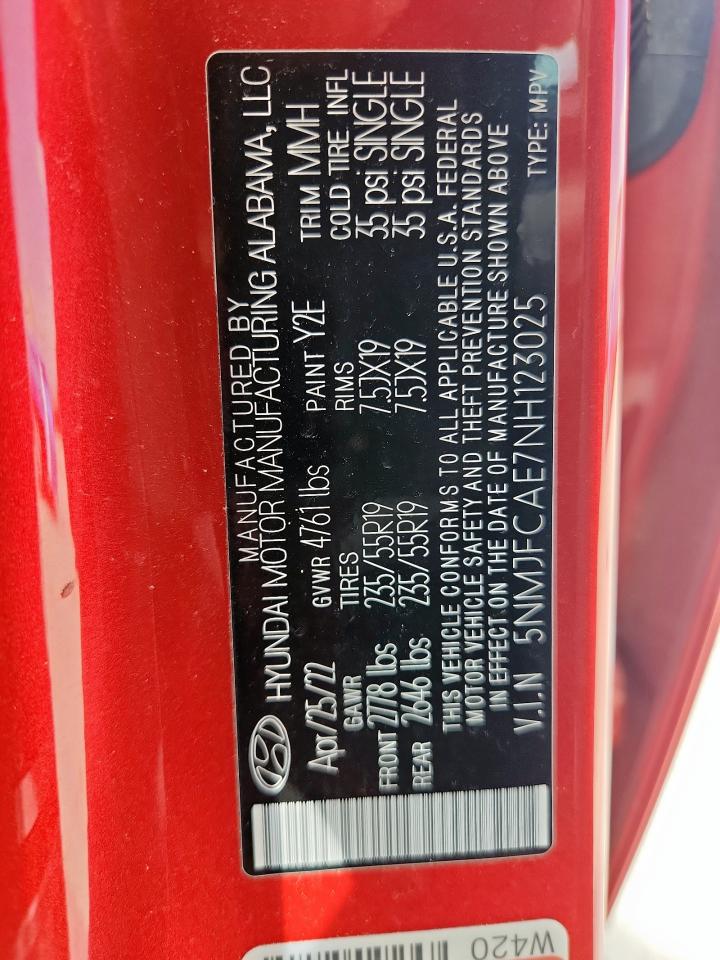 MANUFACTURED BY
HYUNDAI MOTOR MANUFACTURING ALABAMA, LLC
Apr/25/22 GVWR 4761 lbs PAINT Y2E TRIM MMH
GAWR TIRES RIMS COLD TIRE. INFL
FRONT 2778 lbs 235/55R19 7.5JX19 35 psi SINGLE
REAR 2646 lbs 235/55R19 7.5JX19 35 psi SINGLE
THIS VEHICLE CONFORMS TO ALL APPLICABLE U.S.A. FEDERAL
MOTOR VEHICLE SAFETY AND THEFT PREVENTION STANDARDS
IN EFFECT ON THE DATE OF MANUFACTURE SHOWN ABOVE
V.I.N 5NMJFCAE7NH123025 TYPE: MPV
W420